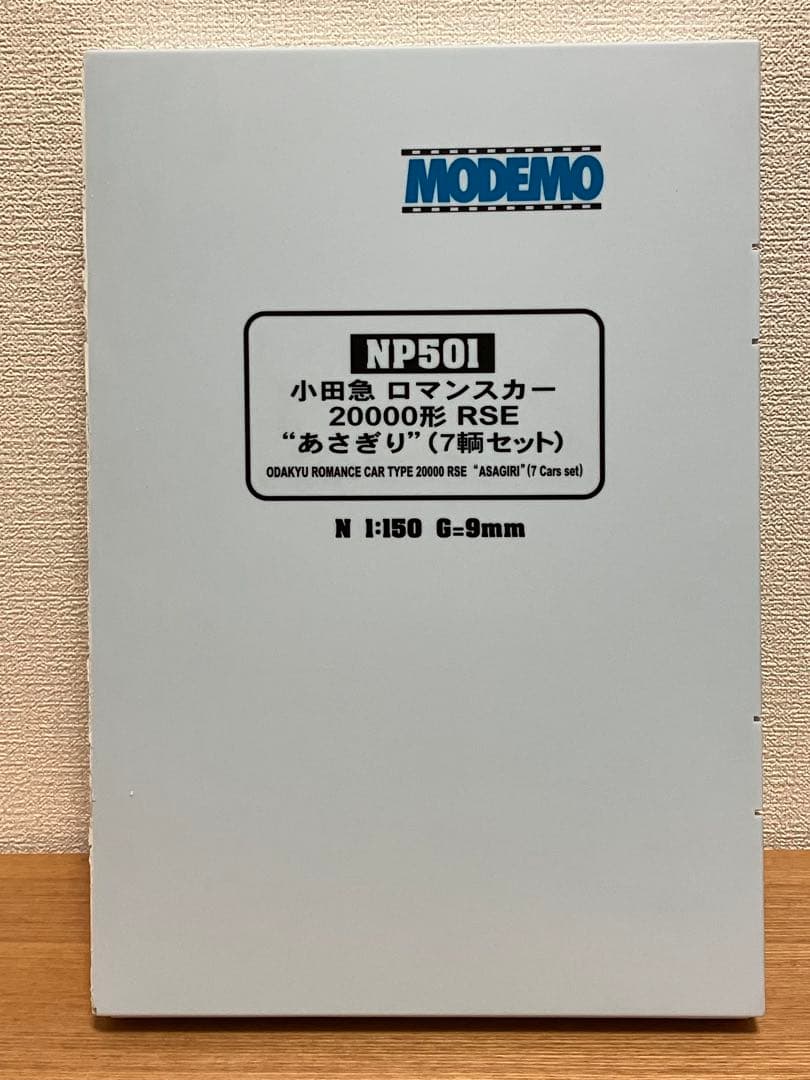 MODEMO
NP501
小田急 ロマンスカー
20000形 RSE
“あさぎり”(7輌セット)
ODAKYU ROMANCE CAR TYPE 20000 RSE “ASAGIRI”(7 Cars set)
N 1:150 G=9mm